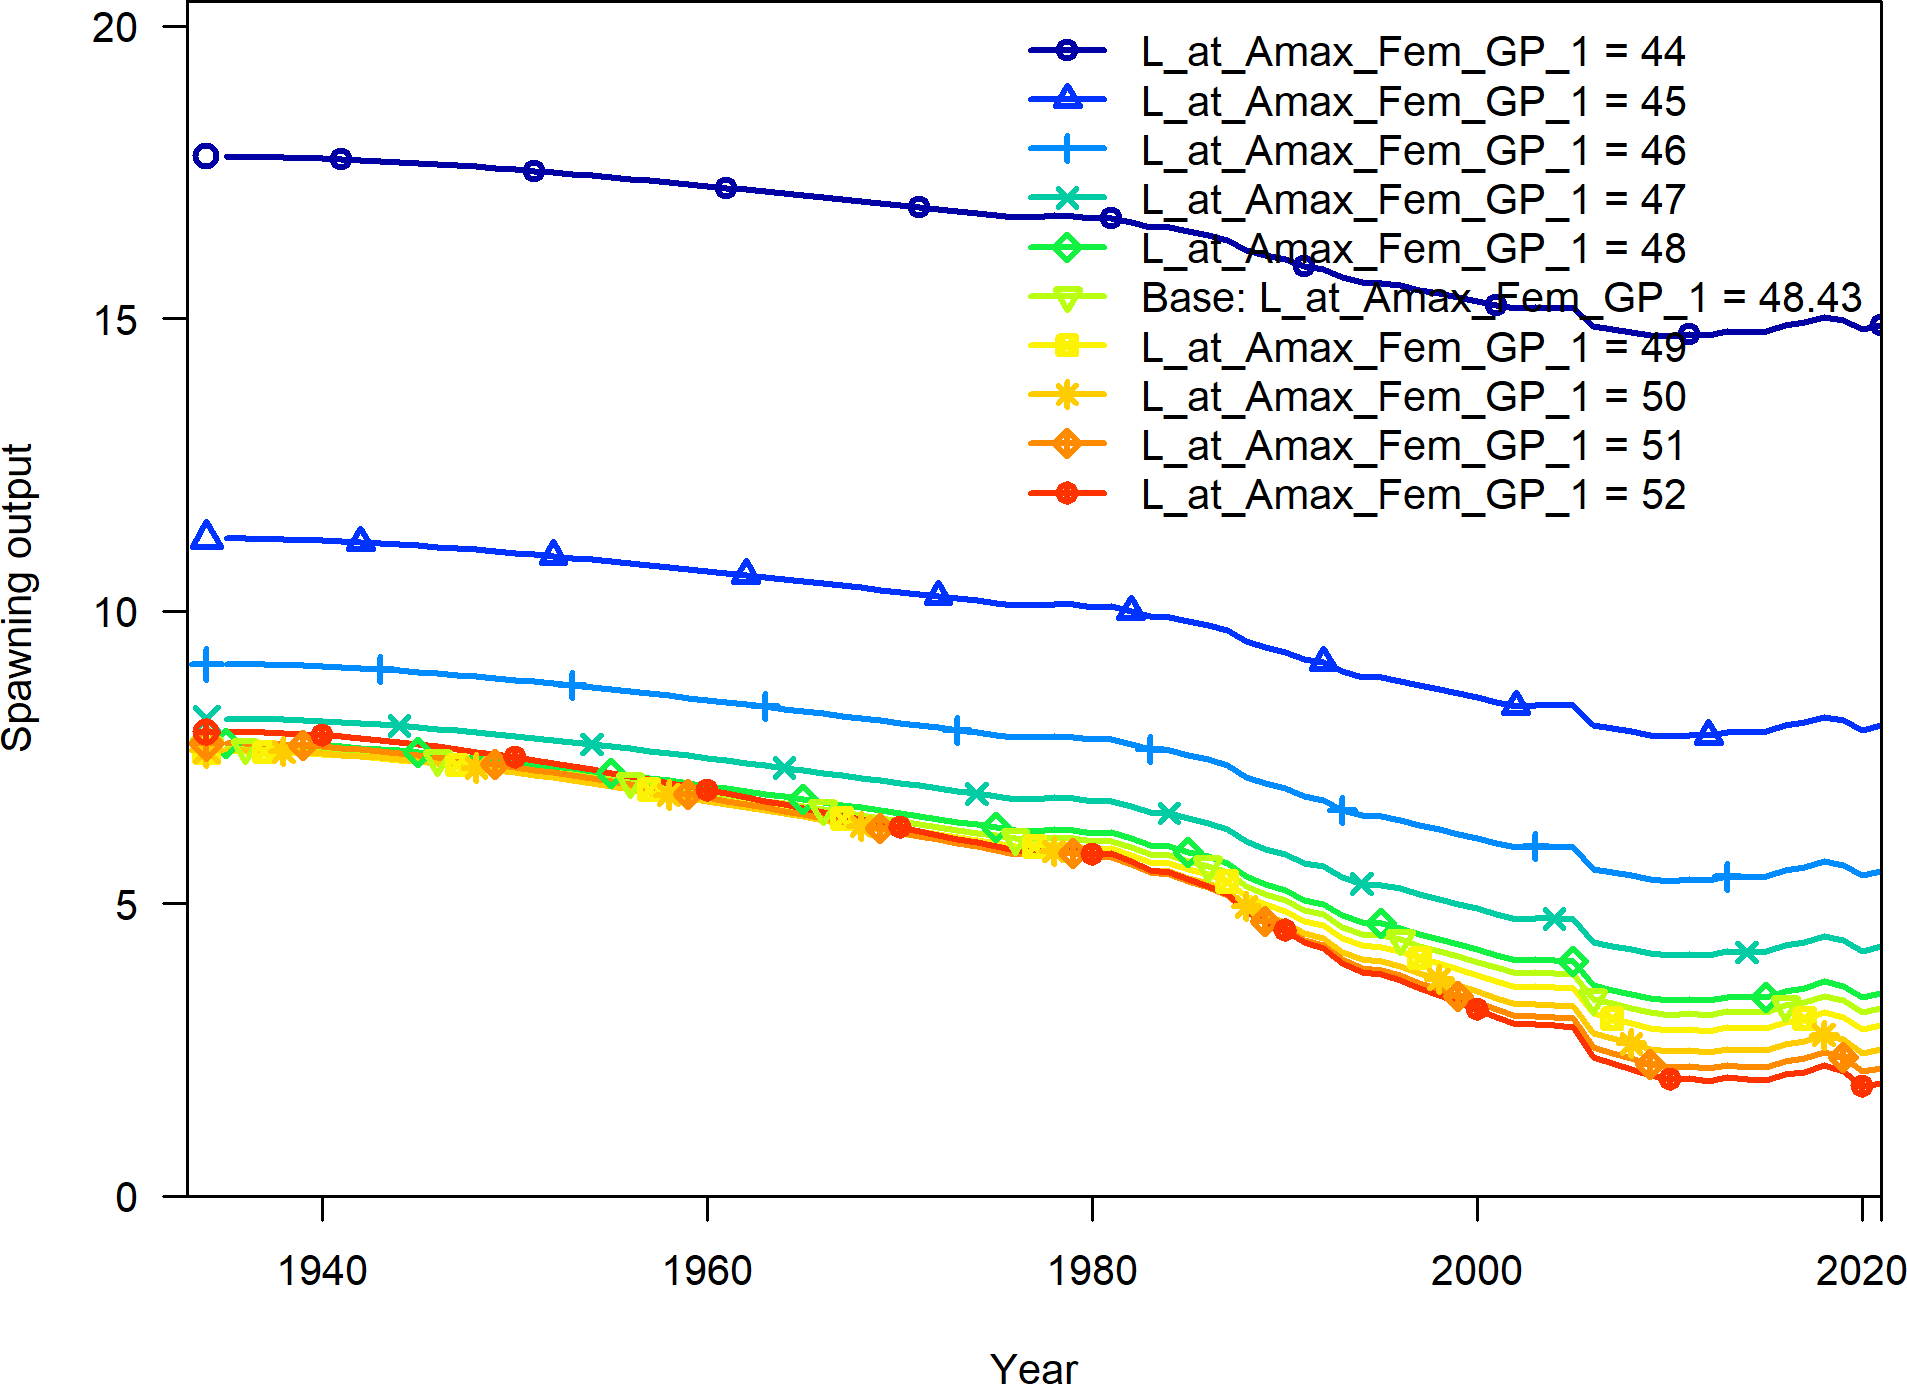 20
15
10
5
0
Spawning output
L_at_Amax_Fem_GP_1 = 44
L_at_Amax_Fem_GP_1 = 45
L_at_Amax_Fem_GP_1 = 46
L_at_Amax_Fem_GP_1 = 47
L_at_Amax_Fem_GP_1 = 48
Base: L_at_Amax_Fem_GP_1 = 48.43
L_at_Amax_Fem_GP_1 = 49
L_at_Amax_Fem_GP_1 = 50
L_at_Amax_Fem_GP_1 = 51
L_at_Amax_Fem_GP_1 = 52
1940 1960 1980 2000 2020
Year